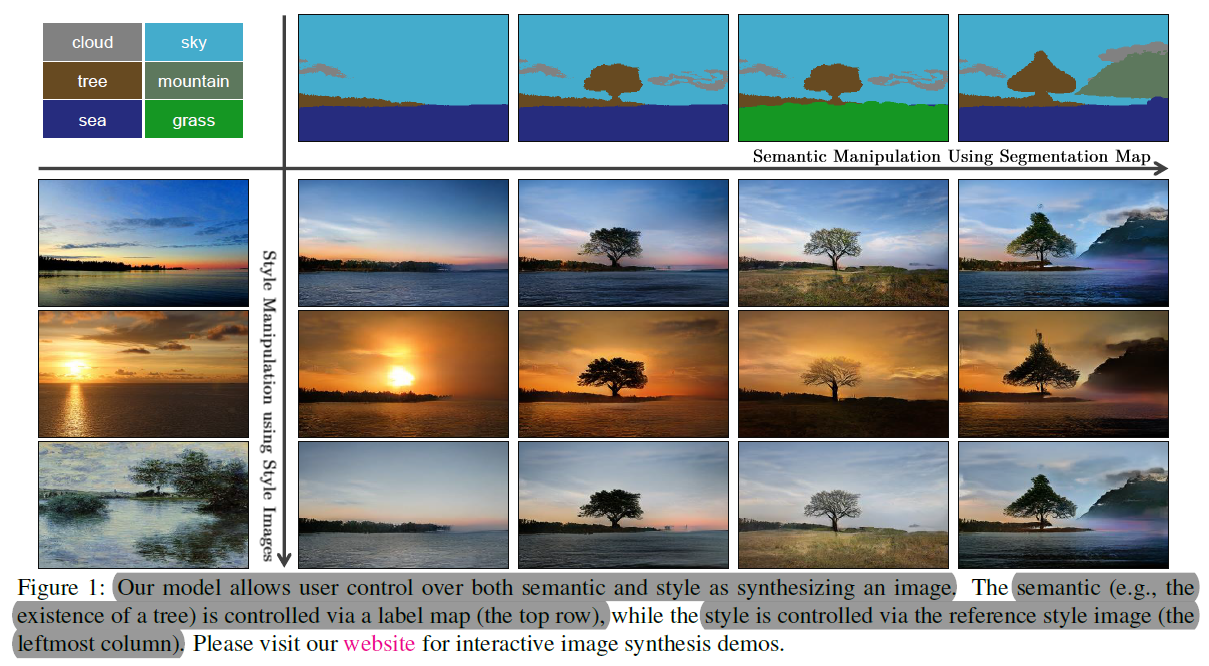 cloud
sky
tree
mountain
sea
grass
Semantic Manipulation Using Segmentation Map
Style Manipulation using Style Images
Figure 1: Our model allows user control over both semantic and style as synthesizing an image. The semantic (e.g., the
existence of a tree) is controlled via a label map (the top row), while the style is controlled via the reference style image (the
leftmost column). Please visit our website for interactive image synthesis demos.